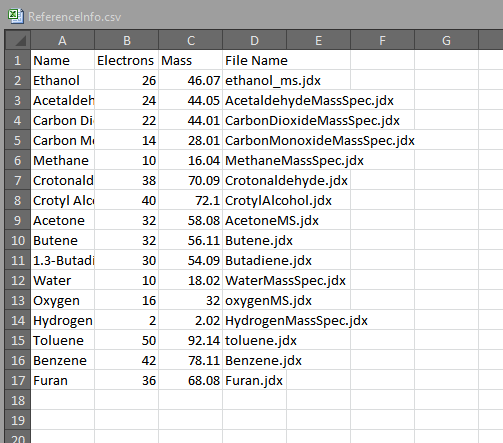 ReferenceInfo.csv
A B C D E F G H
1 Name Electrons Mass File Name
2 Ethanol 26 46.07 ethanol_ms.jdx
3 Acetaldeh 24 44.05 AcetaldehydeMassSpec.jdx
4 Carbon Di 22 44.01 CarbonDioxideMassSpec.jdx
5 Carbon Mo 14 28.01 CarbonMonoxideMassSpec.jdx
6 Methane 10 16.04 MethaneMassSpec.jdx
7 Crotonald 38 70.09 Crotonaldehyde.jdx
8 Crotyl Alc 40 72.1 CrotylAlcohol.jdx
9 Acetone 32 58.08 AcetoneMS.jdx
10 Butene 32 56.11 Butene.jdx
11 1.3-Butadi 30 54.09 Butadiene.jdx
12 Water 10 18.02 WaterMassSpec.jdx
13 Oxygen 16 32 oxygenMS.jdx
14 Hydrogen 2 2.02 HydrogenMassSpec.jdx
15 Toluene 50 92.14 toluene.jdx
16 Benzene 42 78.11 Benzene.jdx
17 Furan 36 68.08 Furan.jdx
18
19
20